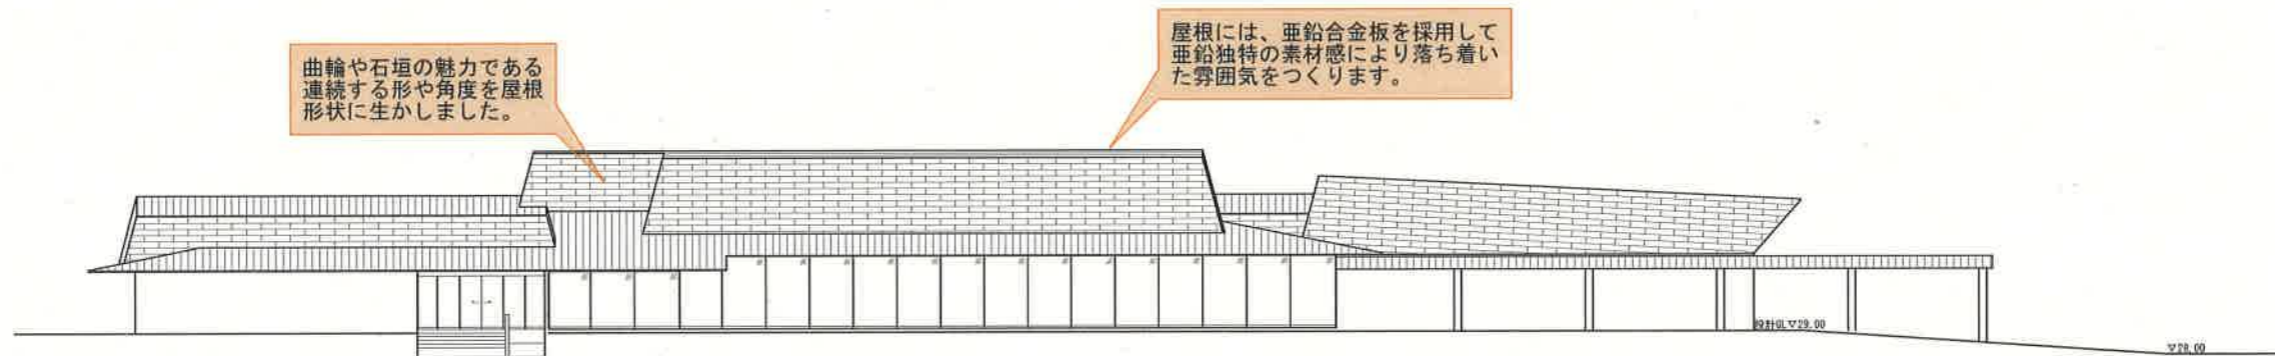 曲輪や石垣の魅力である
連続する形や角度を屋根
形状に生かしました。
屋根には、亜鉛合金板を採用して
亜鉛独特の素材感により落ち着い
た雰囲気をつくります。
設計GL▽29.00
▽28.00